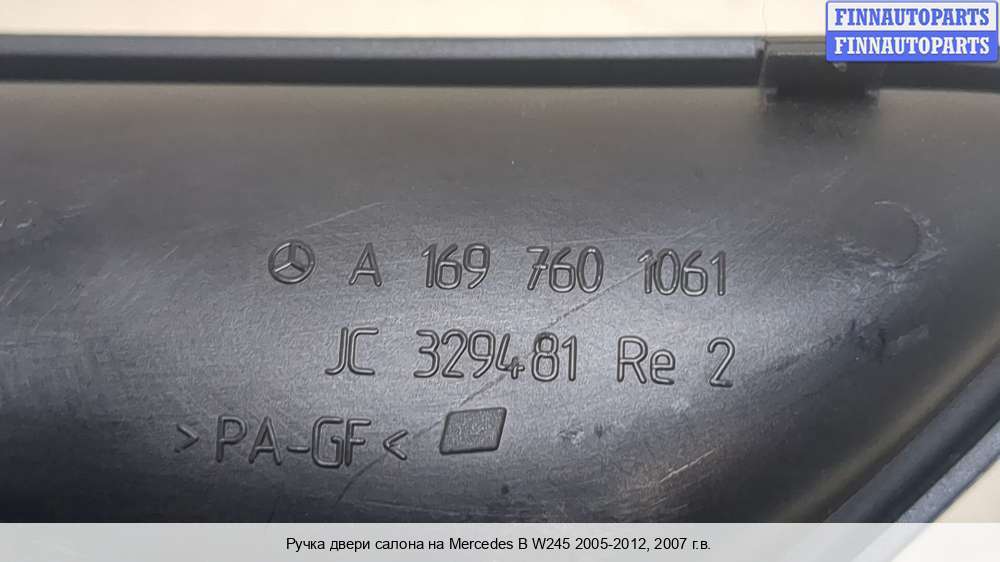 FINNAUTOPARTS
FINNAUTOPARTS
A 169 760 1061
JC 329481 Re 2
>PA-GF<
Ручка двери салона на Mercedes B W245 2005-2012, 2007 г.в.